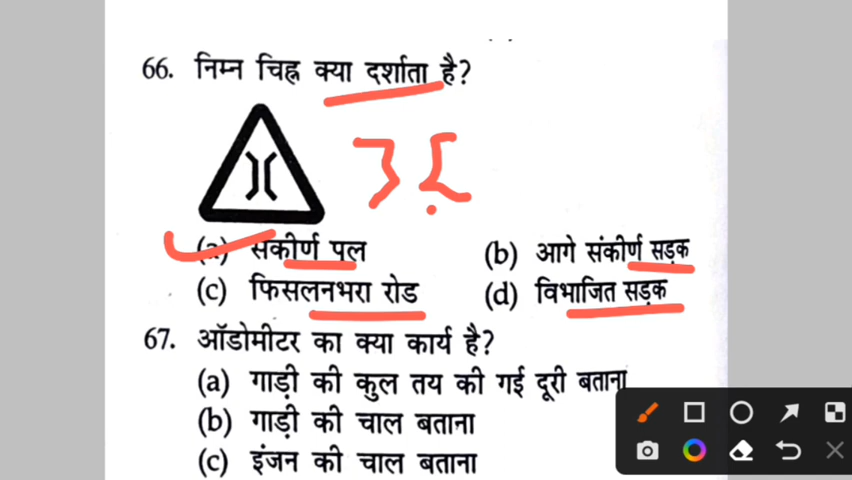 66. निम्न चिह्न क्या दर्शाता है?
(a) संकीर्ण पुल (b) आगे संकीर्ण सड़क
(c) फिसलनभरा रोड (d) विभाजित सड़क
67. ऑडोमीटर का क्या कार्य है?
(a) गाड़ी की कुल तय की गई दूरी बताना
(b) गाड़ी की चाल बताना
(c) इंजन की चाल बताना